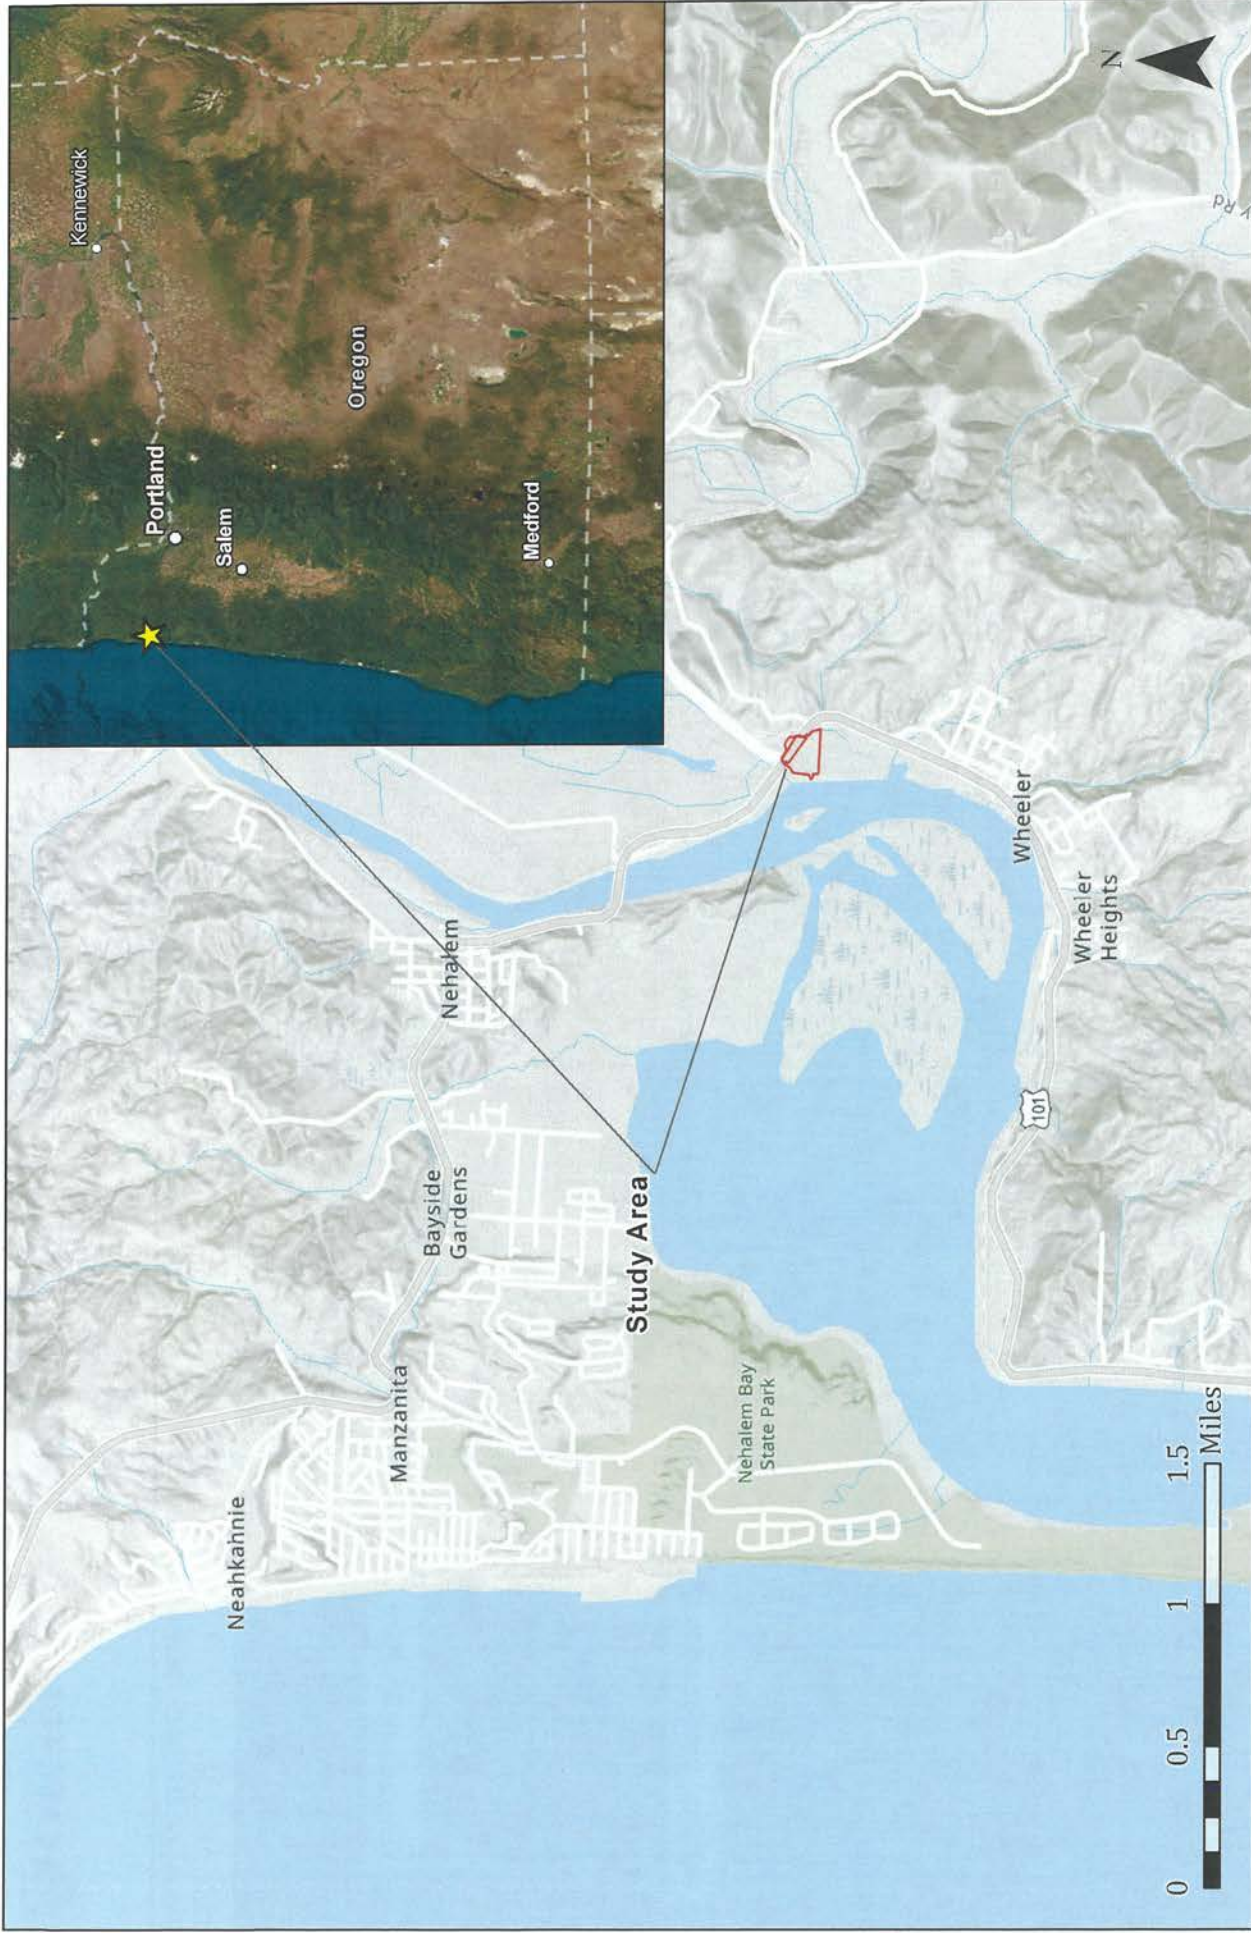 Kennewick
Portland
Salem
Oregon
Medford
N
Neahkahnie
Manzanita
Bayside
Gardens
Nehalem
Study Area
Nehalem Bay
State Park
Wheeler
Wheeler
Heights
101
Rd
0
0.5
1
1.5
Miles